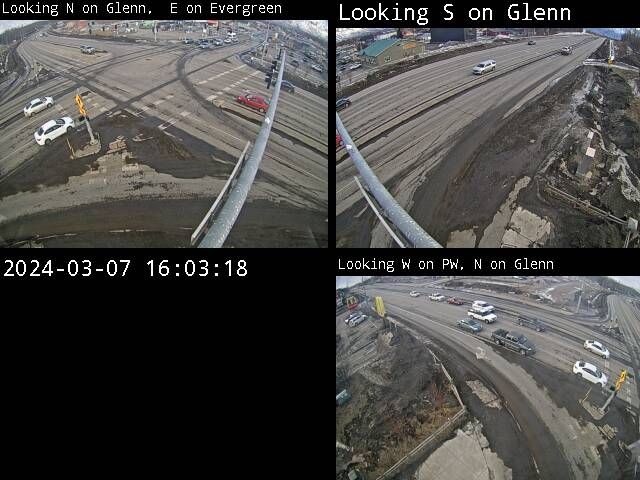 Looking N on Glenn, E on Evergreen
Looking S on Glenn
2024-03-07 16:03:18
Looking W on PW, N on Glenn